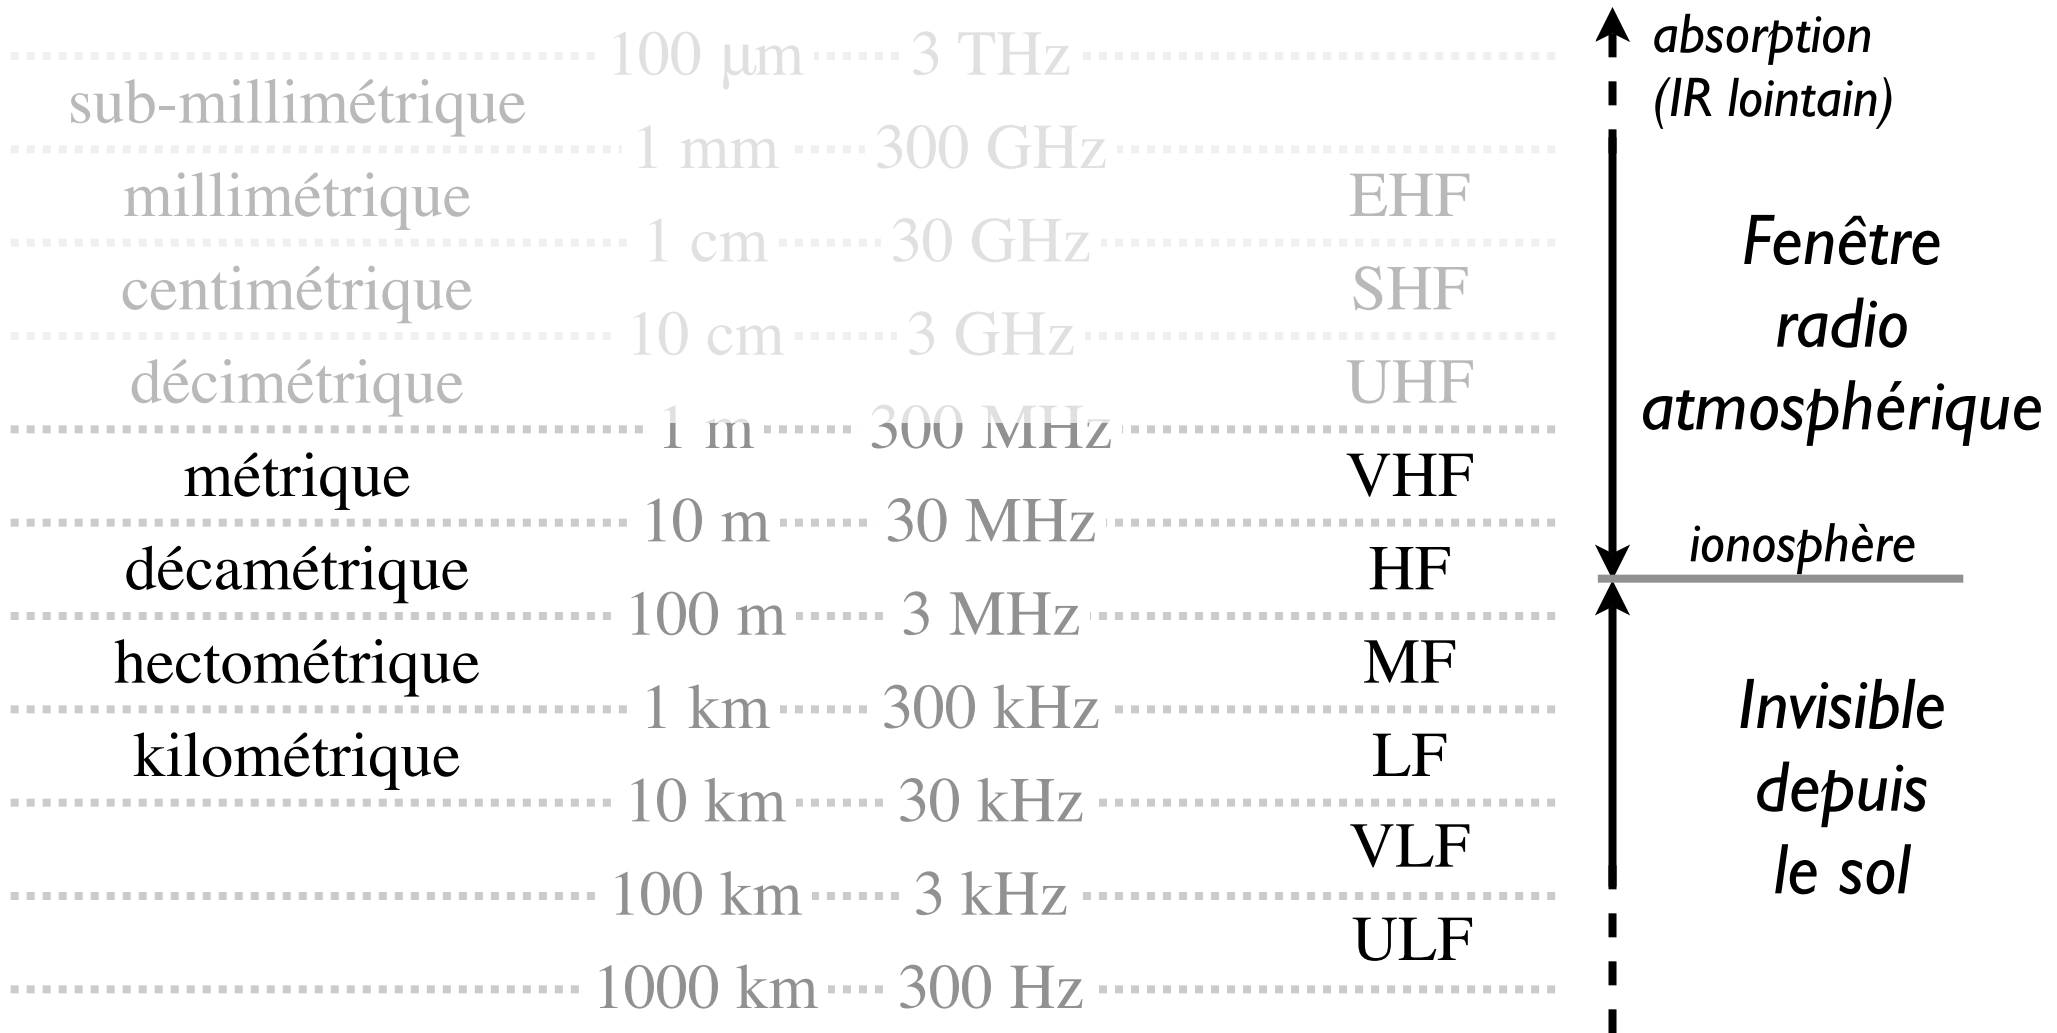 100 μm 3 THz
sub-millimétrique
1 mm 300 GHz
millimétrique EHF
1 cm 30 GHz
centimétrique SHF
10 cm 3 GHz
décimétrique UHF
1 m 300 MHz
métrique VHF
10 m 30 MHz
décamétrique HF
100 m 3 MHz
hectométrique MF
1 km 300 kHz
kilométrique LF
10 km 30 kHz
VLF
100 km 3 kHz
ULF
1000 km 300 Hz
absorption
(IR lointain)
Fenêtre
radio
atmosphérique
ionosphère
Invisible
depuis
le sol